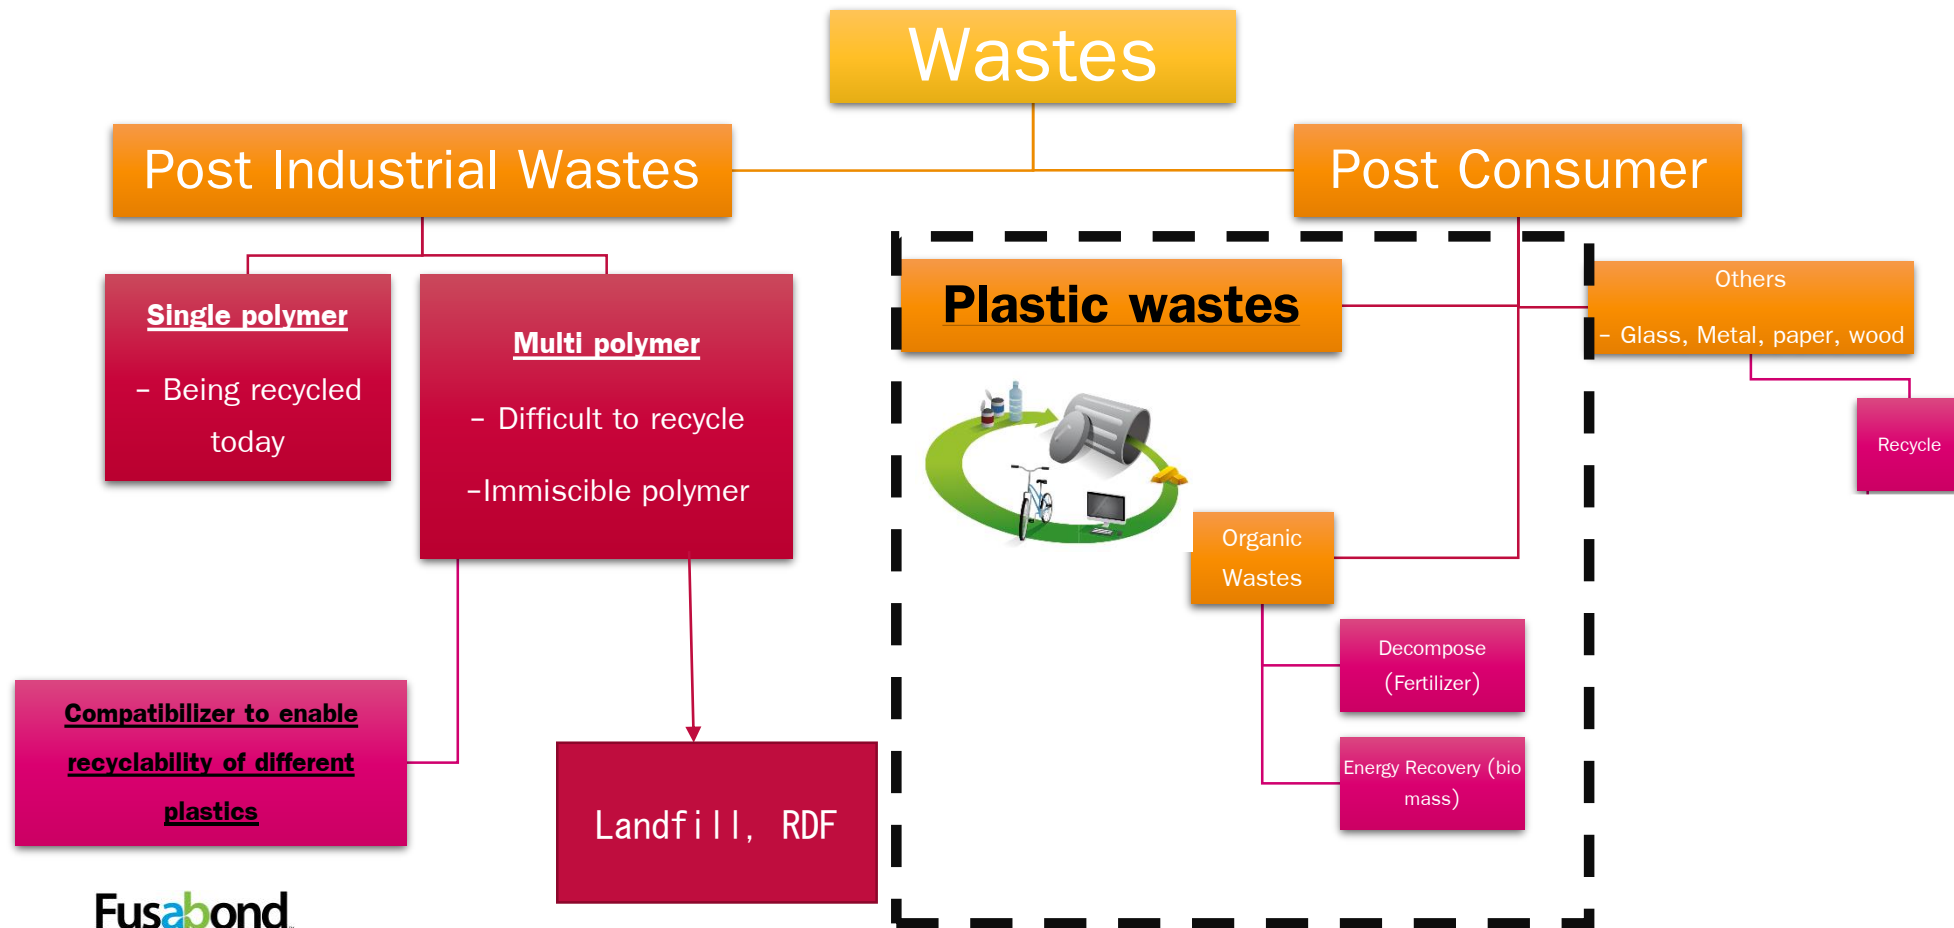 Wastes
Post Industrial Wastes
Post Consumer
Single polymer
– Being recycled
today
Multi polymer
– Difficult to recycle
–Immiscible polymer
Plastic wastes
Others
– Glass, Metal, paper, wood
Recycle
Organic
Wastes
Decompose
(Fertilizer)
Energy Recovery (bio
mass)
Compatibilizer to enable
recyclability of different
plastics
Landfill, RDF
Fusabond